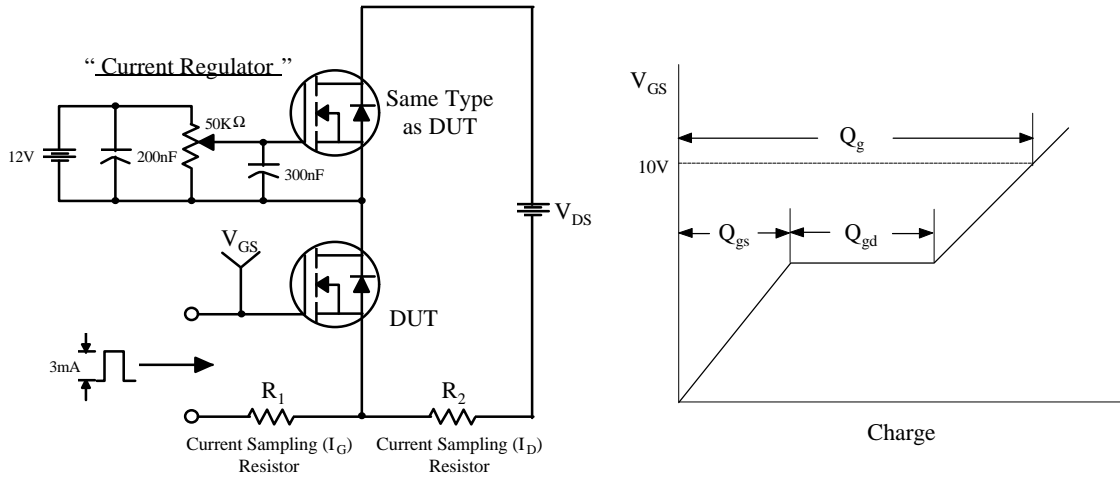 “ Current Regulator ”
50KΩ
12V
200nF
300nF
Same Type
as DUT
V_DS
V_GS
DUT
3mA
R_1
R_2
Current Sampling (I_G)
Resistor
Current Sampling (I_D)
Resistor
V_GS
Q_g
10V
Q_gs
Q_gd
Charge